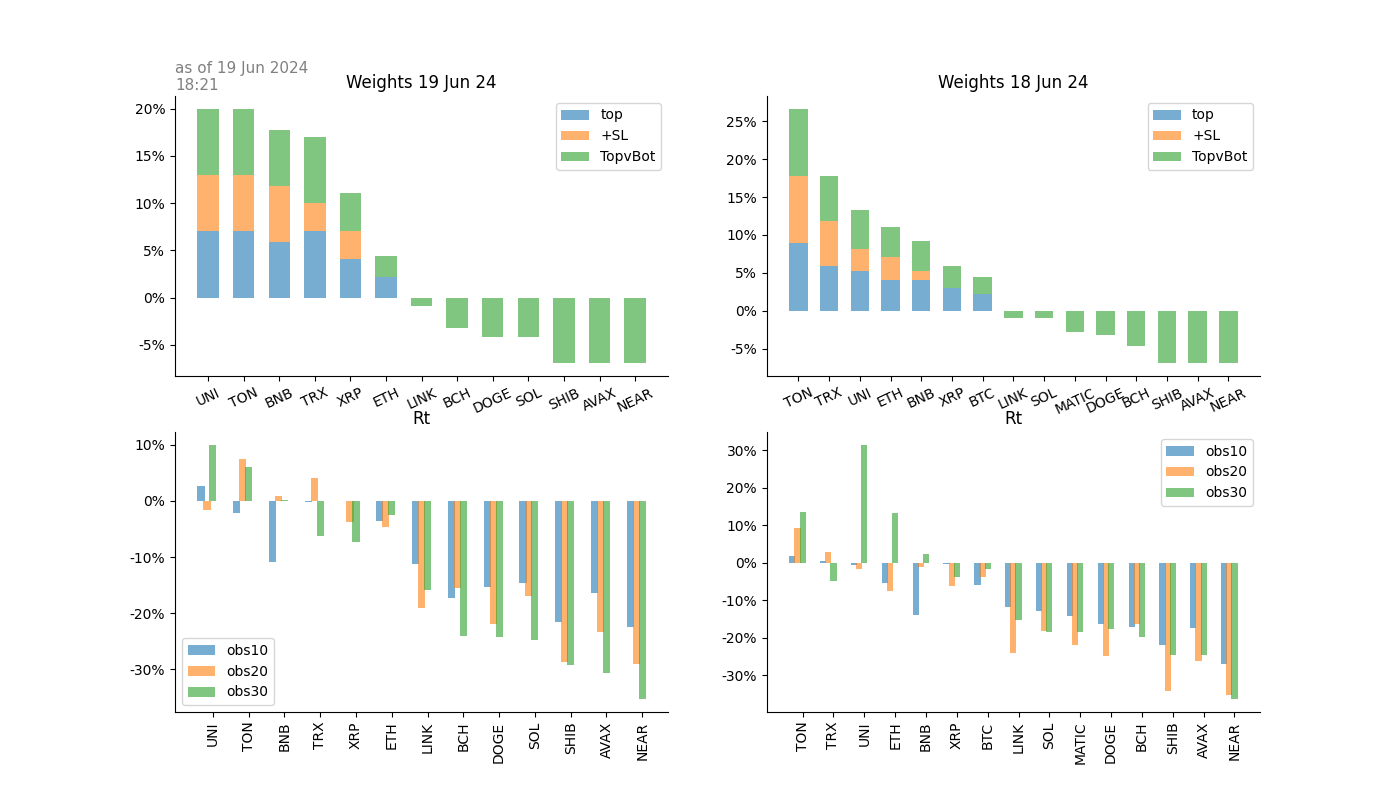 as of 19 Jun 2024
18:21
Weights 19 Jun 24
20%
15%
10%
5%
0%
-5%
top
+SL
TopvBot
UNI TON BNB TRX XRP ETH LINK BCH DOGE SOL SHIB AVAX NEAR
Weights 18 Jun 24
25%
20%
15%
10%
5%
0%
-5%
top
+SL
TopvBot
TON TRX UNI ETH BNB XRP BTC LINK SOL MATIC DOGE BCH SHIB AVAX NEAR
Rt
10%
0%
-10%
-20%
-30%
obs10
obs20
obs30
UNI TON BNB TRX XRP ETH LINK BCH DOGE SOL SHIB AVAX NEAR
Rt
30%
20%
10%
0%
-10%
-20%
-30%
obs10
obs20
obs30
TON TRX UNI ETH BNB XRP BTC LINK SOL MATIC DOGE BCH SHIB AVAX NEAR